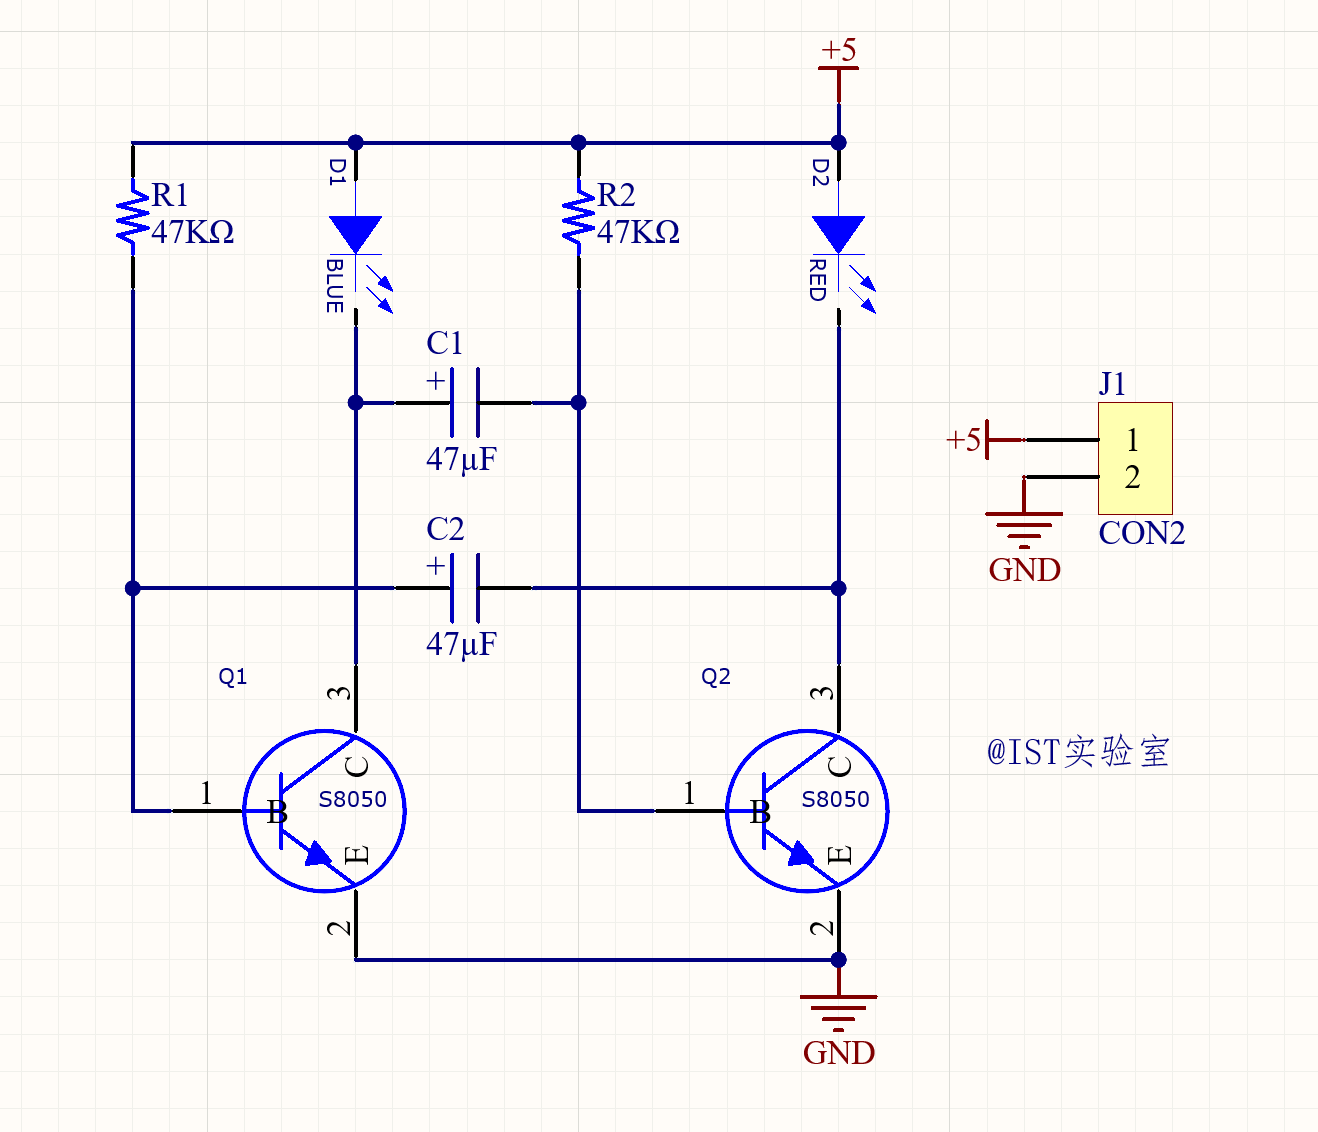 +5
D1
D2
R1
47KΩ
R2
47KΩ
BLUE
RED
C1
+
47µF
J1
+5
1
2
CON2
GND
C2
+
47µF
Q1
3
Q2
3
@IST实验室
1
B
C
S8050
E
2
1
B
C
S8050
E
2
GND